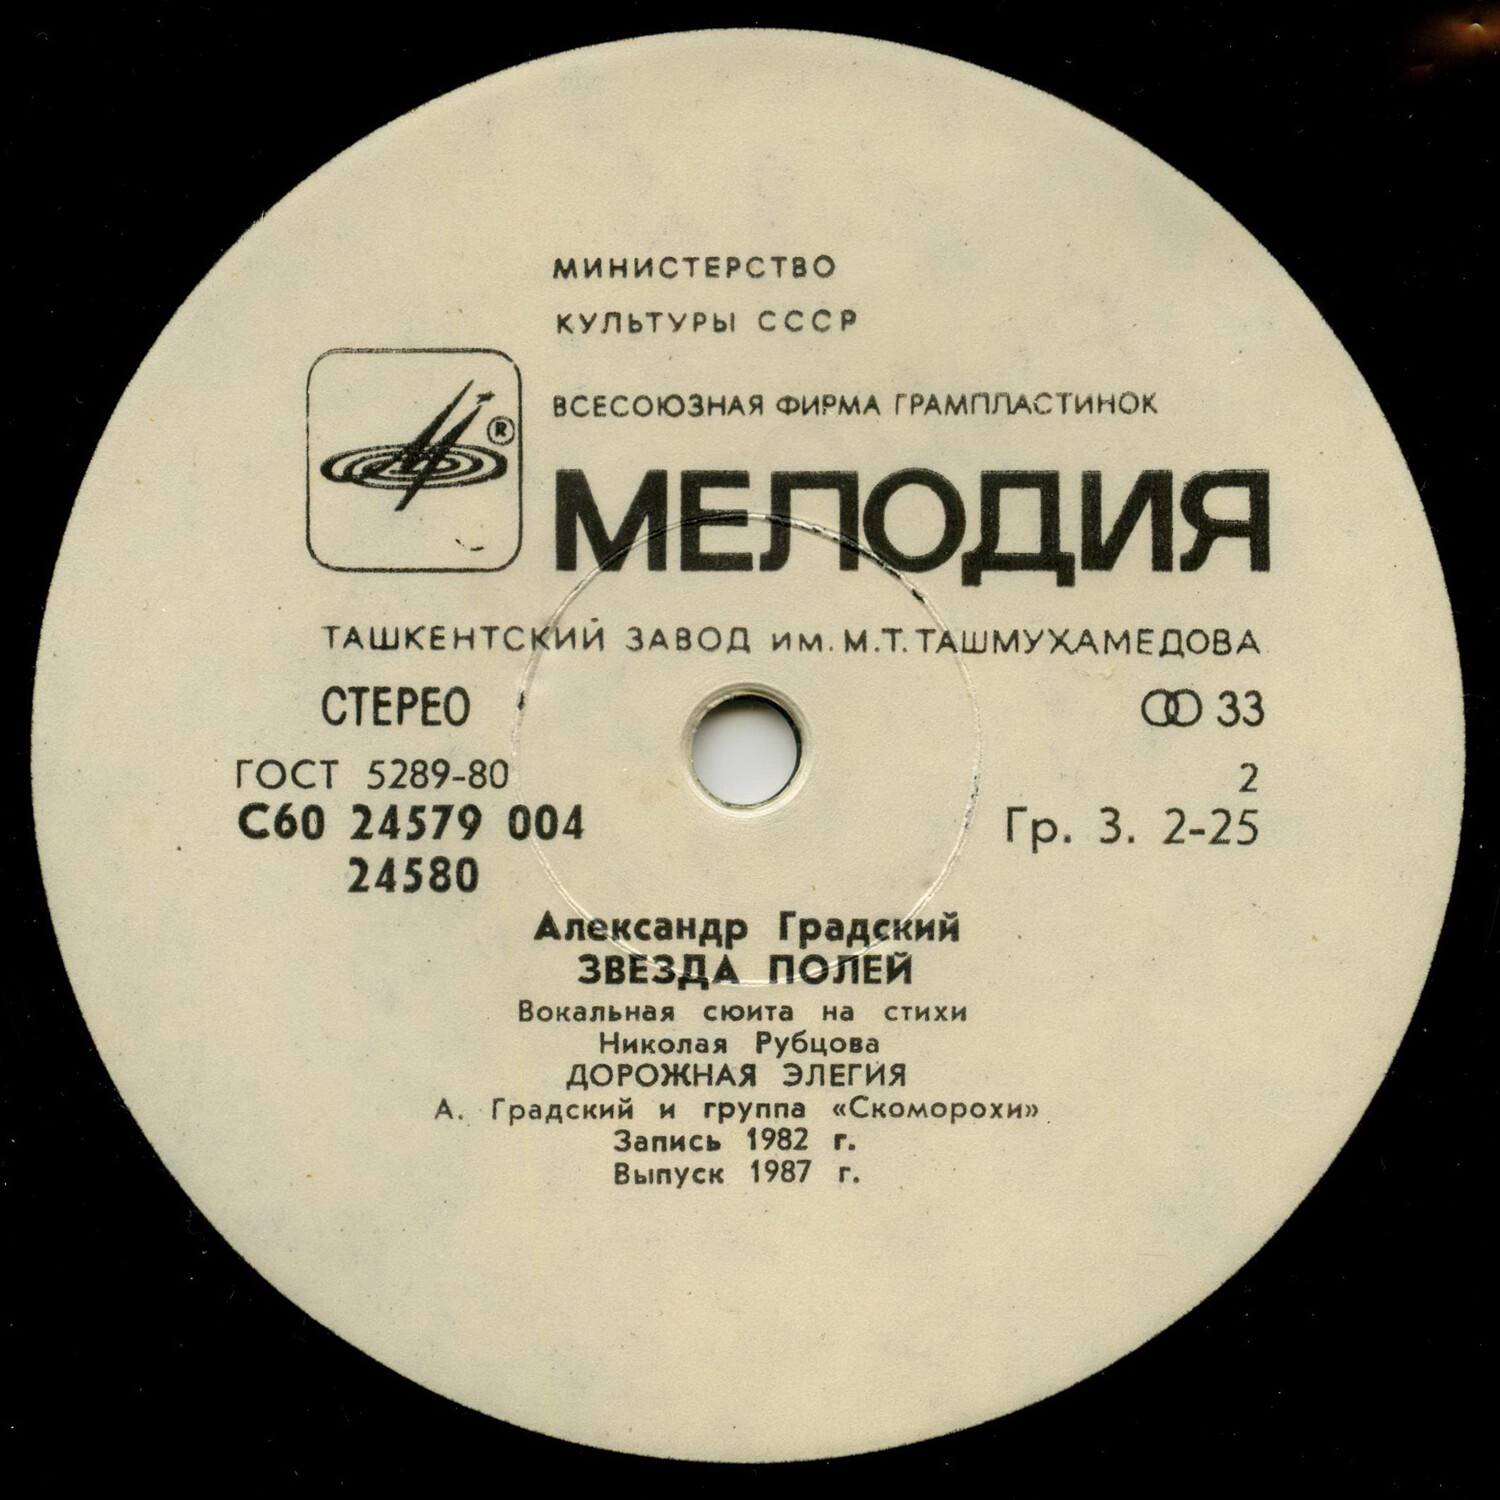 МИНИСТЕРСТВО
КУЛЬТУРЫ СССР
ВСЕСОЮЗНАЯ ФИРМА ГРАМПЛАСТИНОК
®
МЕЛОДИЯ
ТАШКЕНТСКИЙ ЗАВОД им. М.Т. ТАШМУХАМЕДОВА
СТЕРЕО
33
ГОСТ 5289-80
2
С60 24579 004
Гр. 3. 2-25
24580
Александр Градский
ЗВЕЗДА ПОЛЕЙ
Вокальная сюита на стихи
Николая Рубцова
ДОРОЖНАЯ ЭЛЕГИЯ
А. Градский и группа «Скоморохи»
Запись 1982 г.
Выпуск 1987 г.